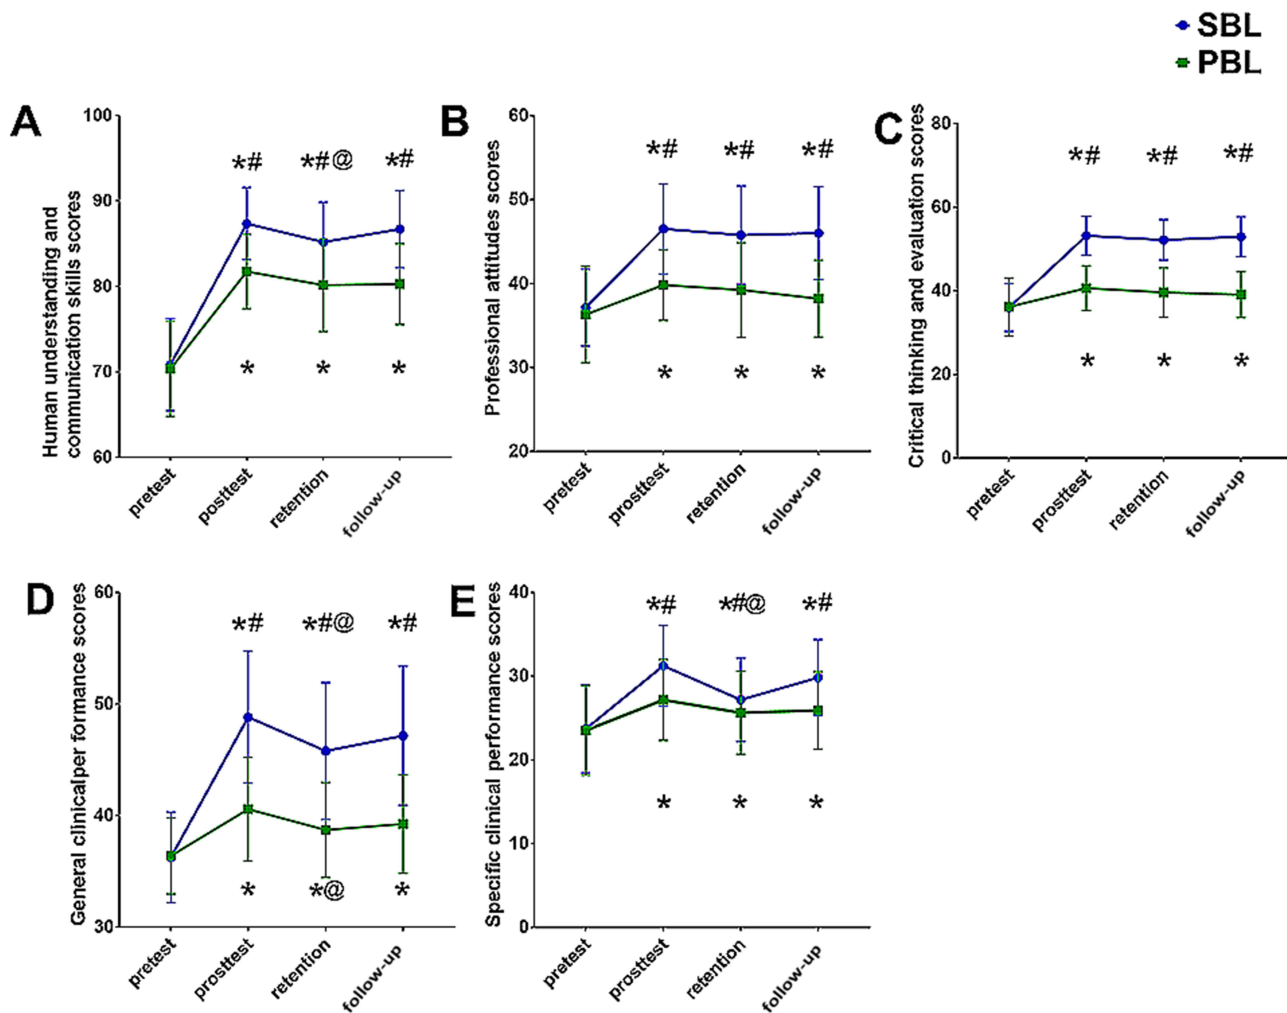 SBL
PBL
A
Human understanding and
communication skills scores
100
90
80
70
60
*#
*#@
*#
*
*
*
pretest
posttest
retention
follow-up
B
Professional attitudes scores
60
50
40
30
20
*#
*#
*#
*
*
*
pretest
prosttest
retention
follow-up
C
Critical thinking and evaluation scores
80
60
40
20
0
*#
*#
*#
*
*
*
pretest
prosttest
retention
follow-up
D
General clinicalper formance scores
60
50
40
30
*#
*#@
*#
*
*@
*
pretest
prosttest
retention
follow-up
E
Specific clinical performance scores
40
30
20
10
0
*#
*#@
*#
*
*
*
pretest
prosttest
retention
follow-up